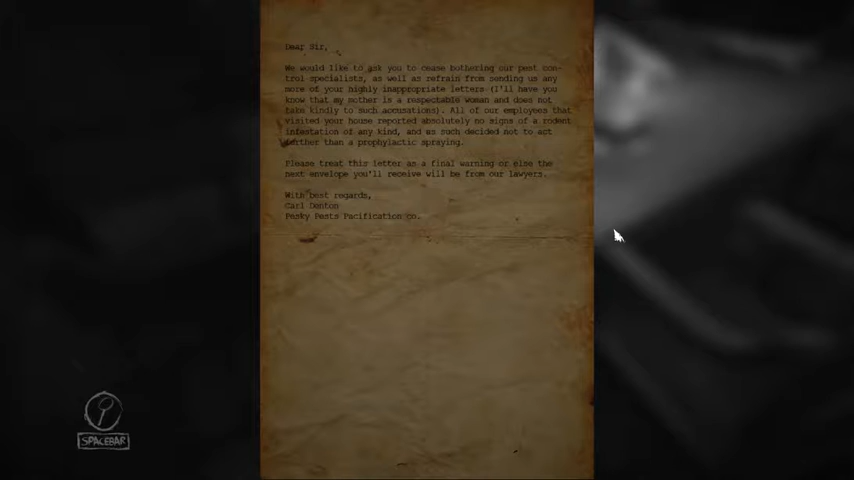 Dear Sir,
We would like to ask you to cease bothering our pest con-
trol specialists, as well as refrain from sending us any
more of your highly inappropriate letters (I'll have you
know that my mother is a respectable woman and does not
take kindly to such accusations). All of our employees that
visited your house reported absolutely no signs of a rodent
infestation of any kind, and as such decided not to act
further than a prophylactic spraying.
Please treat this letter as a final warning or else the
next envelope you'll receive will be from our lawyers.
With best regards,
Carl Denton
Pesky Pests Pacification co.
SPACEBAR